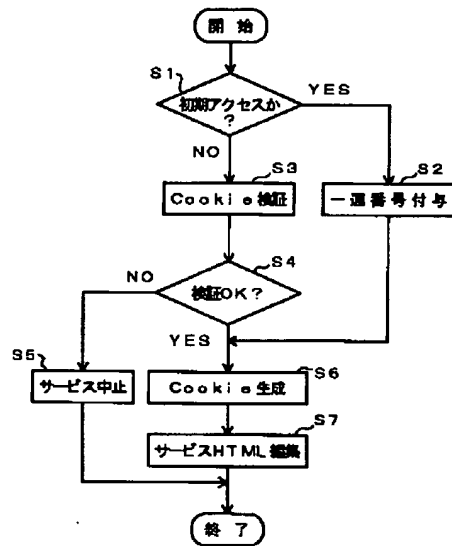 開始
S1
初期アクセスか
?
YES
NO
S3
S2
Cookie検証
一連番号付与
S4
NO
検証OK?
YES
S5
S6
サービス中止
Cookie生成
S7
サービスHTML編集
終了